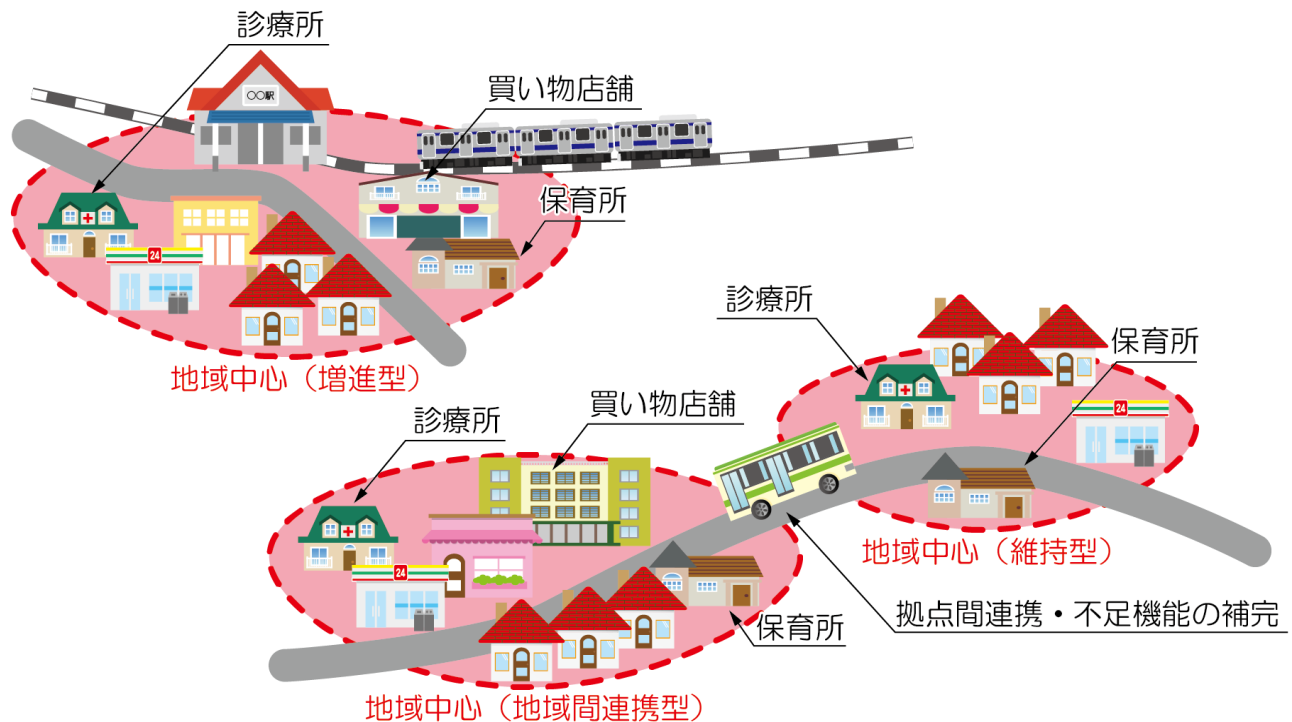 診療所
〇〇駅
買い物店舗
保育所
24
地域中心（増進型）
診療所
保育所
24
地域中心（維持型）
診療所
買い物店舗
24
保育所
拠点間連携・不足機能の補完
地域中心（地域間連携型）